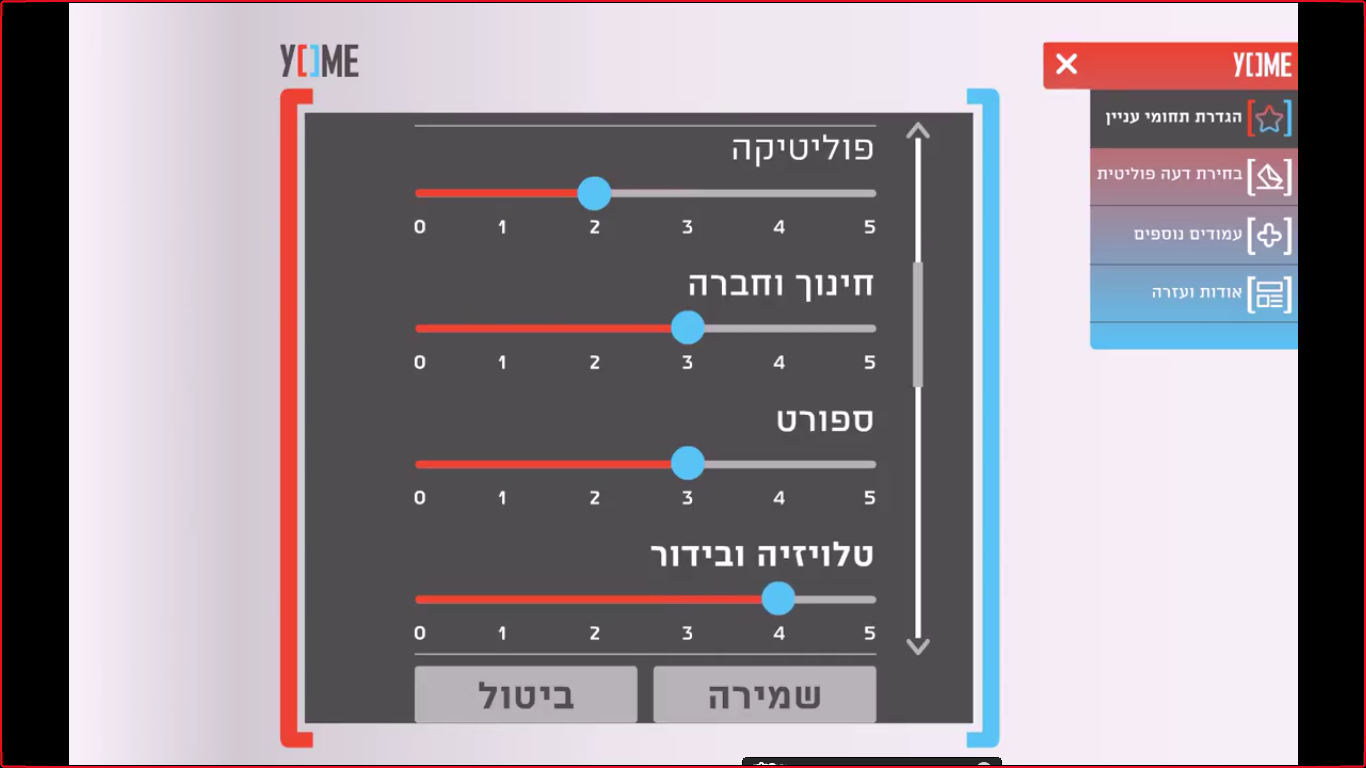 Y[]ME
פוליטיקה
0 1 2 3 4 5
חינוך וחברה
0 1 2 3 4 5
ספורט
0 1 2 3 4 5
טלויזיה ובידור
0 1 2 3 4 5
שמירה
ביטול
Y[]ME
הגדרת תחומי עניין
בחירת דעה פוליטית
עמודים נוספים
אודות ועזרה